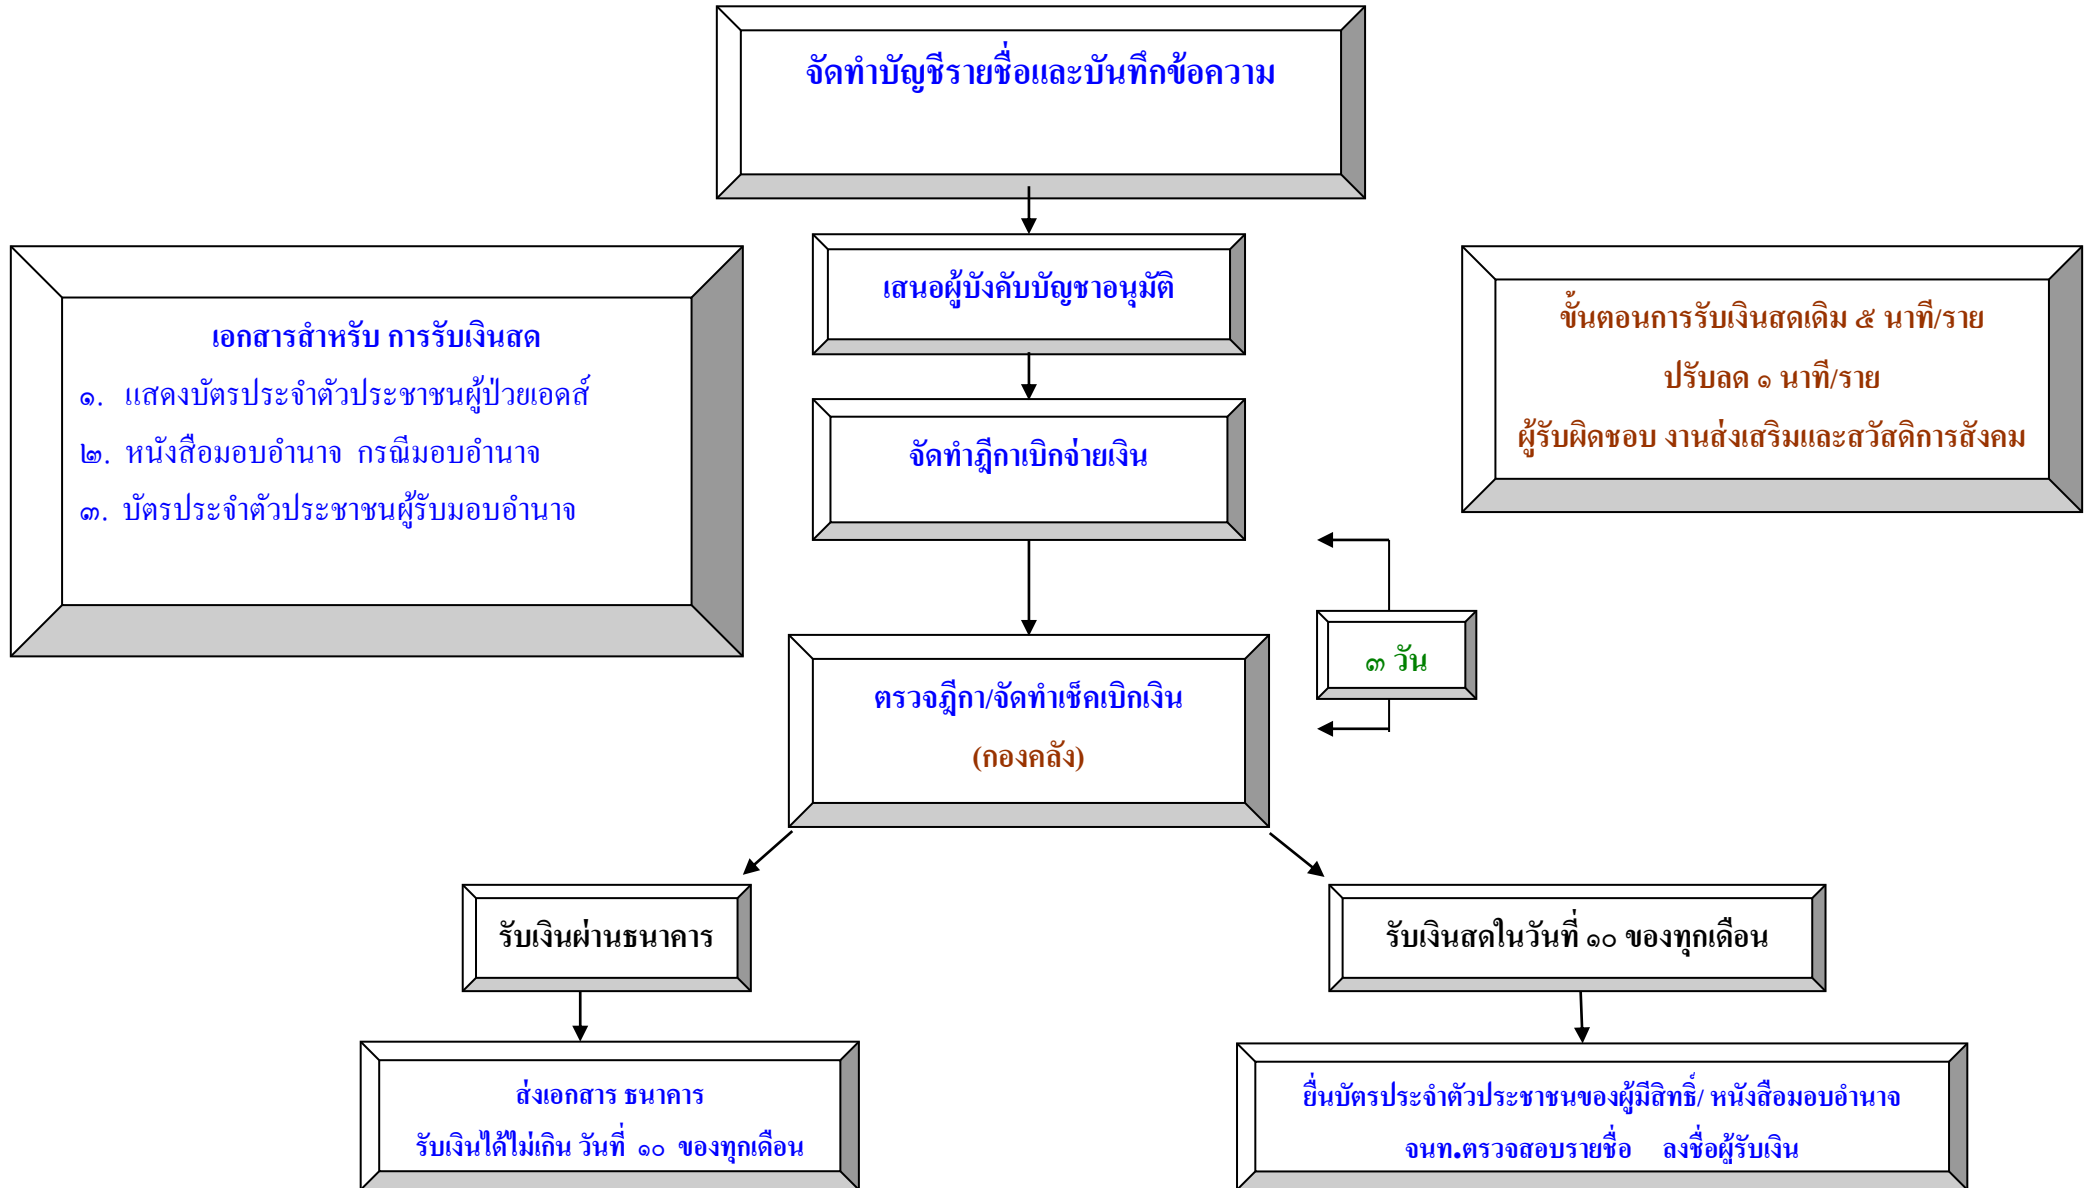 จัดทำบัญชีรายชื่อและบันทึกข้อความ
เสนอผู้บังคับบัญชาอนุมัติ
เอกสารสำหรับ การรับเงินสด
๑. แสดงบัตรประจำตัวประชาชนผู้ป่วยเอดส์
๒. หนังสือมอบอำนาจ กรณีมอบอำนาจ
๓. บัตรประจำตัวประชาชนผู้รับมอบอำนาจ
ขั้นตอนการรับเงินสดเดิม ๕ นาที/ราย
ปรับลด ๑ นาที/ราย
ผู้รับผิดชอบ งานส่งเสริมและสวัสดิการสังคม
จัดทำฎีกาเบิกจ่ายเงิน
๓ วัน
ตรวจฎีกา/จัดทำเช็คเบิกเงิน
(กองคลัง)
รับเงินผ่านธนาคาร
รับเงินสดในวันที่ ๑๐ ของทุกเดือน
ส่งเอกสาร ธนาคาร
รับเงินได้ไม่เกิน วันที่ ๑๐ ของทุกเดือน
ยื่นบัตรประจำตัวประชาชนของผู้มีสิทธิ์/ หนังสือมอบอำนาจ
จนท.ตรวจสอบรายชื่อ ลงชื่อผู้รับเงิน